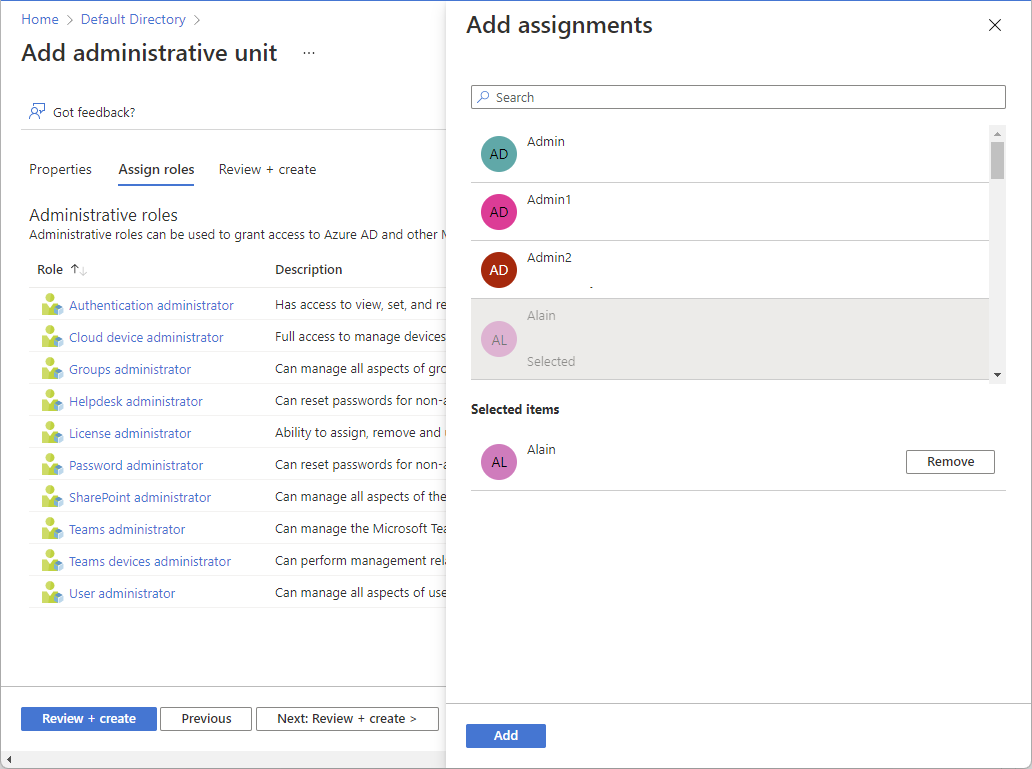 Home > Default Directory >
Add administrative unit ...
Got feedback?
Properties Assign roles Review + create
Administrative roles
Administrative roles can be used to grant access to Azure AD and other
Role ↑↓ Description
Authentication administrator Has access to view, set, and re
Cloud device administrator Full access to manage devices
Groups administrator Can manage all aspects of gro
Helpdesk administrator Can reset passwords for non-a
License administrator Ability to assign, remove and
Password administrator Can reset passwords for non-a
SharePoint administrator Can manage all aspects of the
Teams administrator Can manage the Microsoft Tea
Teams devices administrator Can perform management rela
User administrator Can manage all aspects of use
Review + create Previous Next: Review + create >
Add assignments
Search
AD Admin
AD Admin1
AD Admin2
Alain
AL
Selected
Selected items
AL Alain Remove
Add